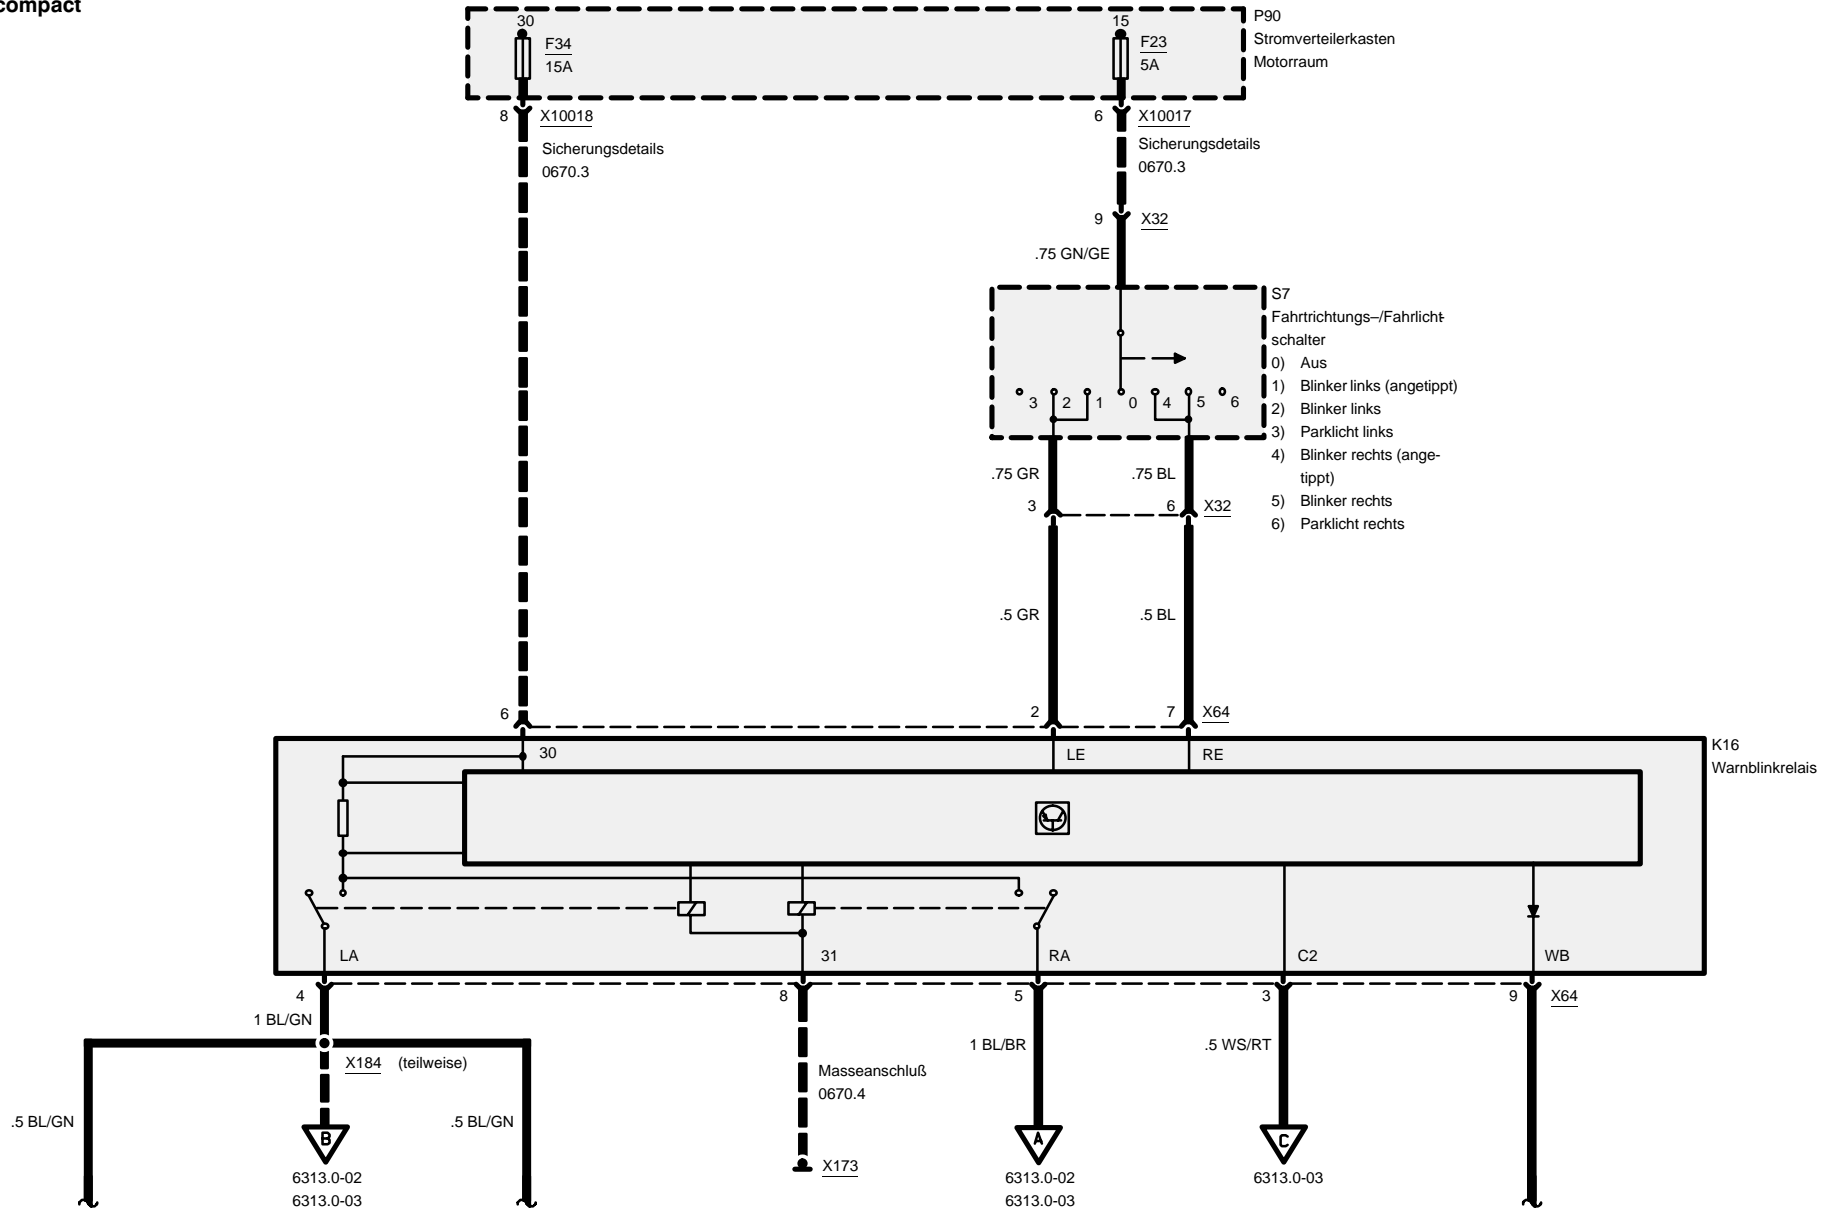 compact
30
15
P90
F34
F23
Stromverteilerkasten
15A
5A
Motorraum
8
X10018
6
X10017
Sicherungsdetails
0670.3
Sicherungsdetails
0670.3
9
X32
.75 GN/GE
S7
Fahrtrichtungs–/Fahrlicht-
schalter
0) Aus
1) Blinker links (angetippt)
2) Blinker links
3) Parklicht links
4) Blinker rechts (ange-
tippt)
5) Blinker rechts
6) Parklicht rechts
3 2 1 0 4 5 6
.75 GR
.75 BL
3
6
X32
.5 GR
.5 BL
6
2
7
X64
30
LE
RE
K16
Warnblinkrelais
LA
31
RA
C2
WB
4
8
5
3
9
X64
1 BL/GN
X184 (teilweise)
1 BL/BR
.5 WS/RT
Masseanschluß
0670.4
.5 BL/GN
.5 BL/GN
B
A
C
X173
6313.0-02
6313.0-03
6313.0-02
6313.0-03
6313.0-03